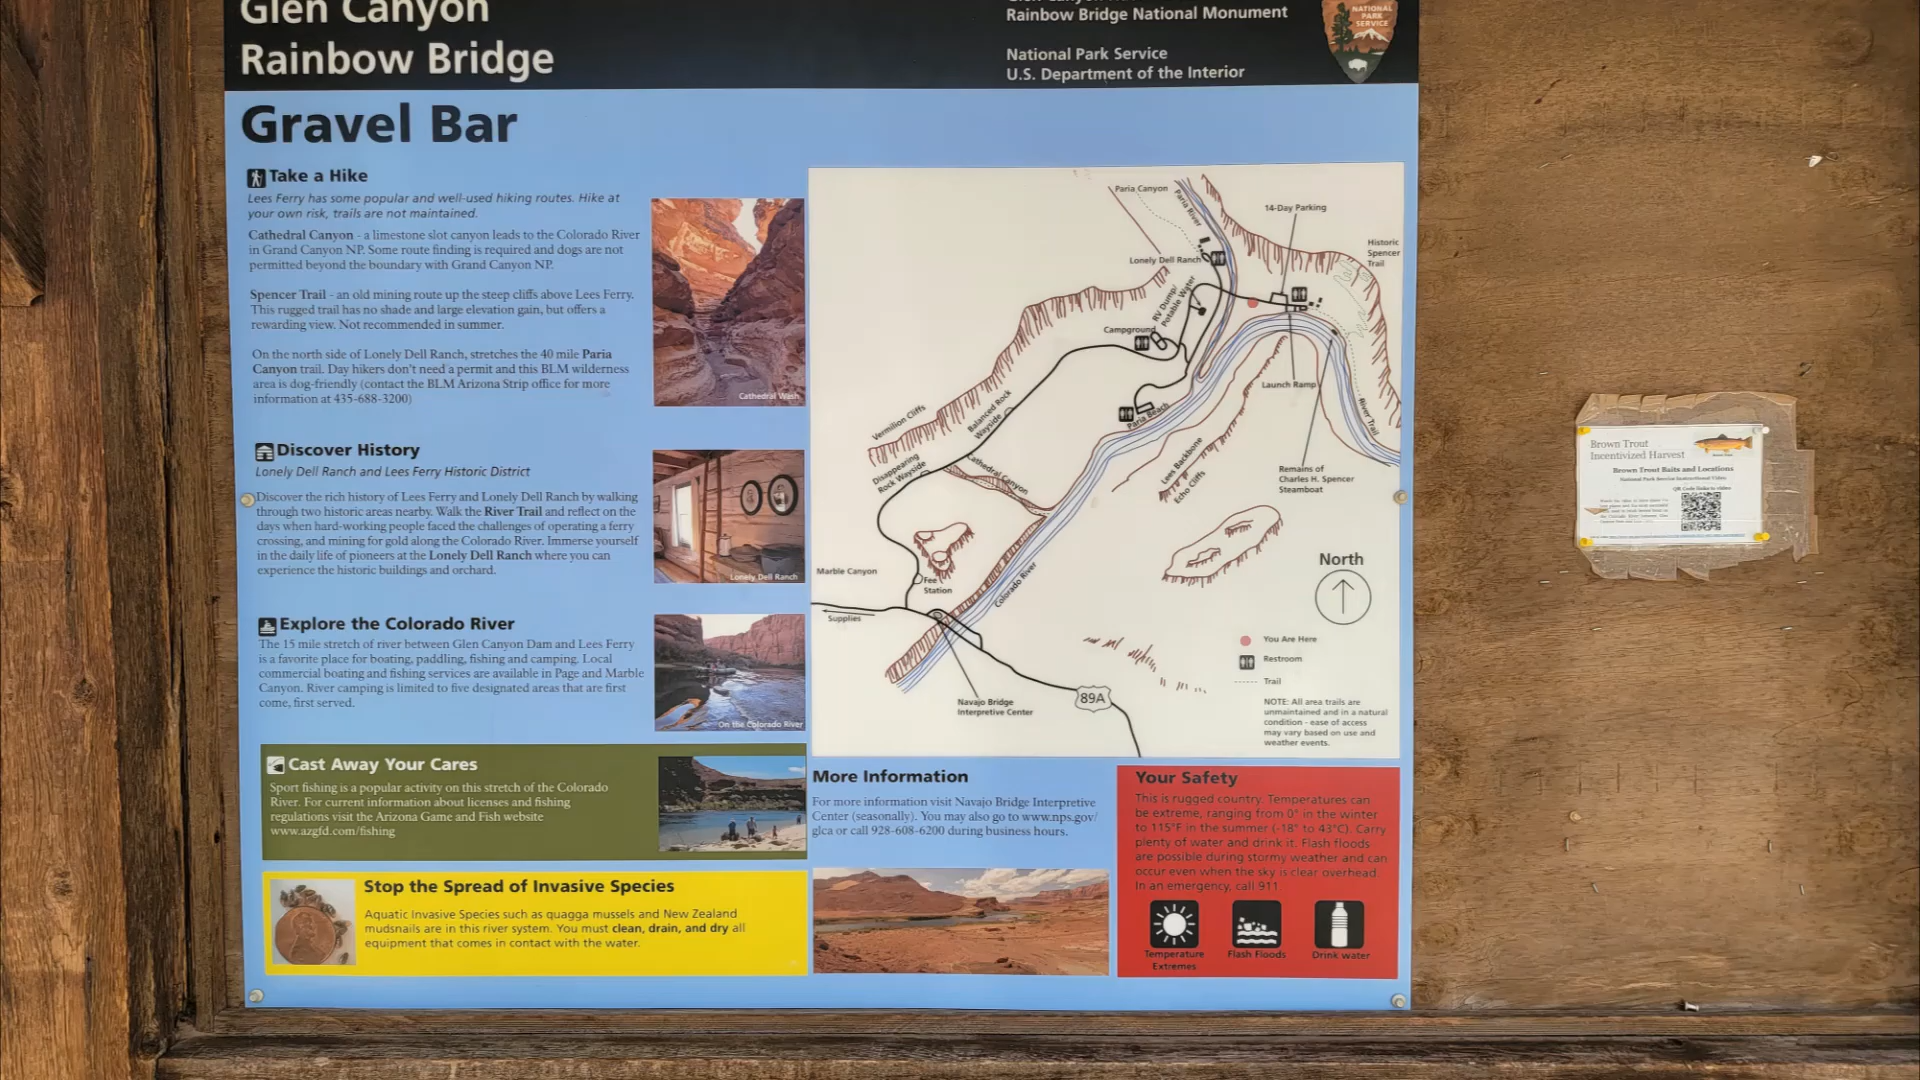 Glen Canyon
Rainbow Bridge
Rainbow Bridge National Monument
National Park Service
U.S. Department of the Interior
NATIONAL
PARK
SERVICE
Gravel Bar
Take a Hike
Lees Ferry has some popular and well-used hiking routes. Hike at
your own risk, trails are not maintained.
Cathedral Canyon - a limestone slot canyon leads to the Colorado River
in Grand Canyon NP. Some route finding is required and dogs are not
permitted beyond the boundary with Grand Canyon NP.
Spencer Trail - an old mining route up the steep cliffs above Lees Ferry.
This rugged trail has no shade and large elevation gain, but offers a
rewarding view. Not recommended in summer.
On the north side of Lonely Dell Ranch, stretches the 40 mile Paria
Canyon trail. Day hikers don't need a permit and this BLM wilderness
area is dog-friendly (contact the BLM Arizona Strip office for more
information at 435-688-3200)
Cathedral Wash
Discover History
Lonely Dell Ranch and Lees Ferry Historic District
Discover the rich history of Lees Ferry and Lonely Dell Ranch by walking
through two historic areas nearby. Walk the River Trail and reflect on the
days when hard-working people faced the challenges of operating a ferry
crossing, and mining for gold along the Colorado River. Immerse yourself
in the daily life of pioneers at the Lonely Dell Ranch where you can
experience the historic buildings and orchard.
Lonely Dell Ranch
Explore the Colorado River
The 15 mile stretch of river between Glen Canyon Dam and Lees Ferry
is a favorite place for boating, paddling, fishing and camping. Local
commercial boating and fishing services are available in Page and Marble
Canyon. River camping is limited to five designated areas that are first
come, first served.
On the Colorado River
Cast Away Your Cares
Sport fishing is a popular activity on this stretch of the Colorado
River. For current information about licenses and fishing
regulations visit the Arizona Game and Fish website
www.azgfd.com/fishing
Stop the Spread of Invasive Species
Aquatic Invasive Species such as quagga mussels and New Zealand
mudsnails are in this river system. You must clean, drain, and dry all
equipment that comes in contact with the water.
Paria Canyon
Paria River
14-Day Parking
Historic
Spencer
Trail
Lonely Dell Ranch
RV Dump/
Potable Water
Campground
Launch Ramp
Paria Beach
River Trail
Vermilion Cliffs
Balanced Rock
Wayside
Disappearing
Rock Wayside
Cathedral Canyon
Lees Backbone
Echo Cliffs
Remains of
Charles H. Spencer
Steamboat
Marble Canyon
Fee
Station
Colorado River
Supplies
North
You Are Here
Restroom
Trail
Navajo Bridge
Interpretive Center
89A
NOTE: All area trails are
unmaintained and in a natural
condition - ease of access
may vary based on use and
weather events.
More Information
For more information visit Navajo Bridge Interpretive
Center (seasonally). You may also go to www.nps.gov/
glca or call 928-608-6200 during business hours.
Your Safety
This is rugged country. Temperatures can
be extreme, ranging from 0° in the winter
to 115°F in the summer (-18° to 43°C). Carry
plenty of water and drink it. Flash floods
are possible during stormy weather and can
occur even when the sky is clear overhead.
In an emergency, call 911.
Temperature
Extremes
Flash Floods
Drink water
Brown Trout
Incentivized Harvest
Brown Trout Baits and Locations
National Park Service Instructional Video
QR Code links to video